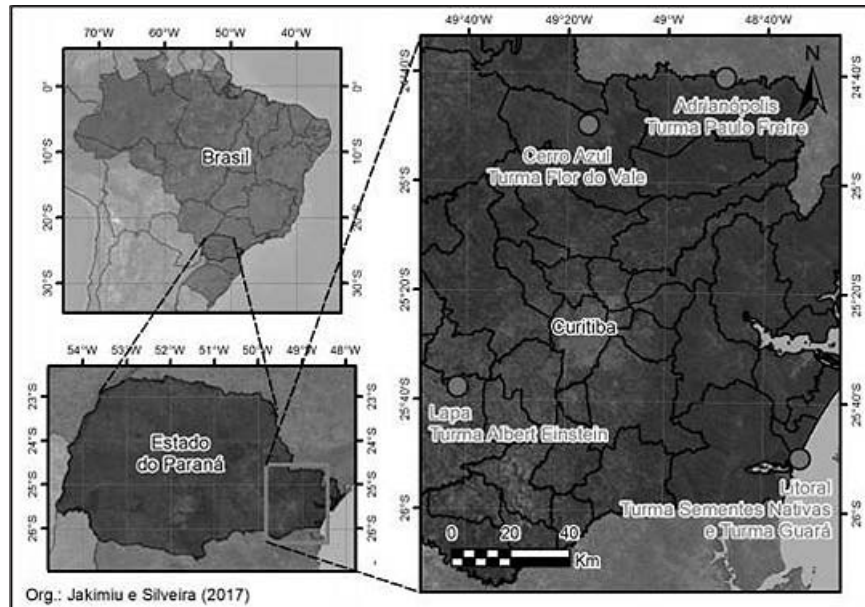 70°W 60°W 50°W 40°W
0°
10°S
20°S
30°S
0°
10°S
20°S
30°S
Brasil
54°W 53°W 52°W 51°W 50°W 49°W 48°W
23°S
24°S
25°S
26°S
23°S
24°S
25°S
26°S
Estado
do Paraná
Org.: Jakimiu e Silveira (2017)
49°40'W 49°20'W 49°W 48°40'W
24°40'S
25°S
25°20'S
25°40'S
26°S
24°40'S
25°S
25°20'S
25°40'S
26°S
N
Adrianópolis
Turma Paulo Freire
Cerro Azul
Turma Flor do Vale
Curitiba
Lapa
Turma Albert Einstein
Litoral
Turma Sementes Nativas
e Turma Guará
0 20 40
Km